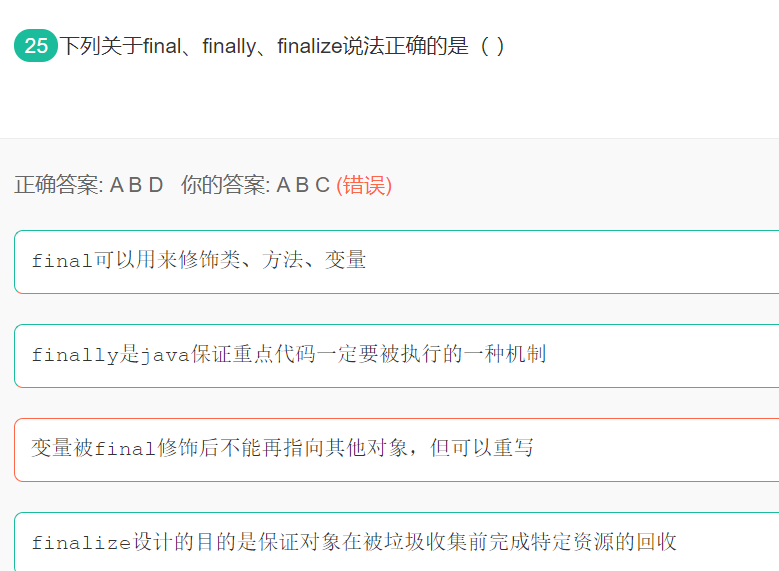 25 下列关于final、finally、finalize说法正确的是（ ）
正确答案: A B D 你的答案: A B C (错误)
final可以用来修饰类、方法、变量
finally是java保证重点代码一定要被执行的一种机制
变量被final修饰后不能再指向其他对象，但可以重写
finalize设计的目的是保证对象在被垃圾收集前完成特定资源的回收